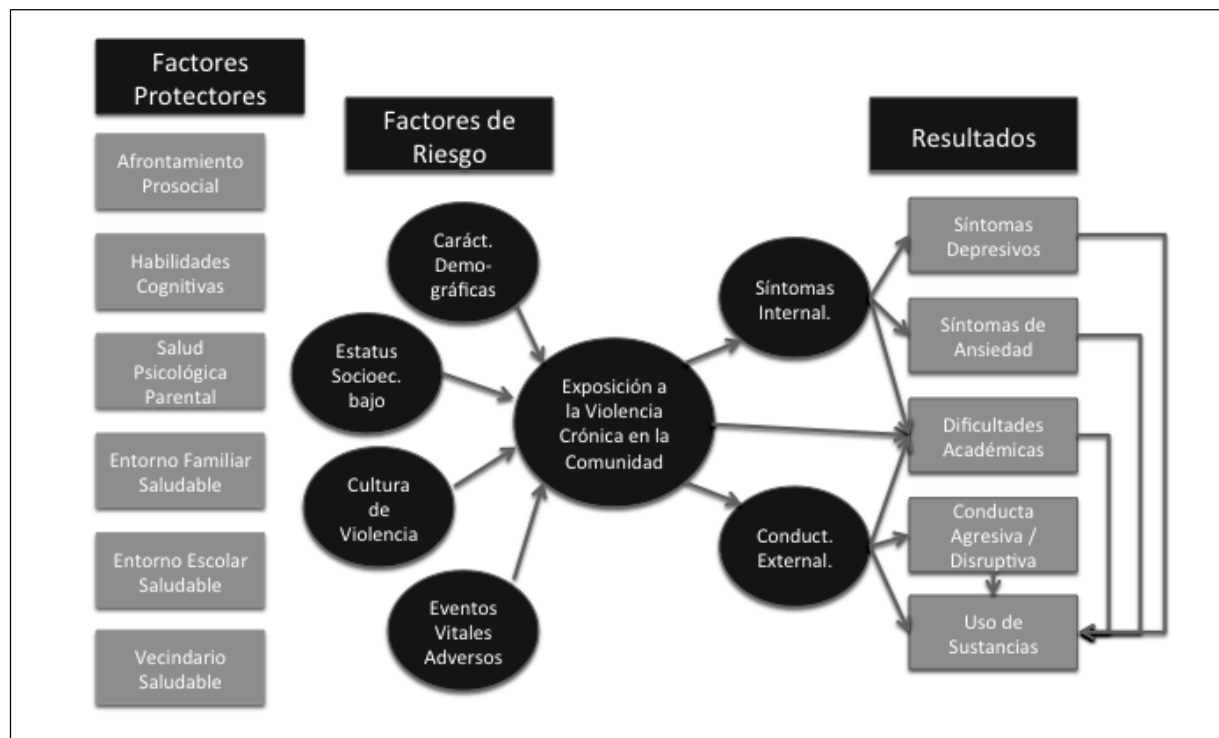 Factores
Protectores
Afrontamiento
Prosocial
Habilidades
Cognitivas
Salud
Psicológica
Parental
Entorno Familiar
Saludable
Entorno Escolar
Saludable
Vecindario
Saludable
Factores de
Riesgo
Caráct.
Demo-
gráficas
Estatus
Socioec.
bajo
Cultura
de
Violencia
Eventos
Vitales
Adversos
Exposición a
la Violencia
Crónica en la
Comunidad
Síntomas
Internal.
Conduct.
External.
Resultados
Síntomas
Depresivos
Síntomas de
Ansiedad
Dificultades
Académicas
Conducta
Agresiva /
Disruptiva
Uso de
Sustancias